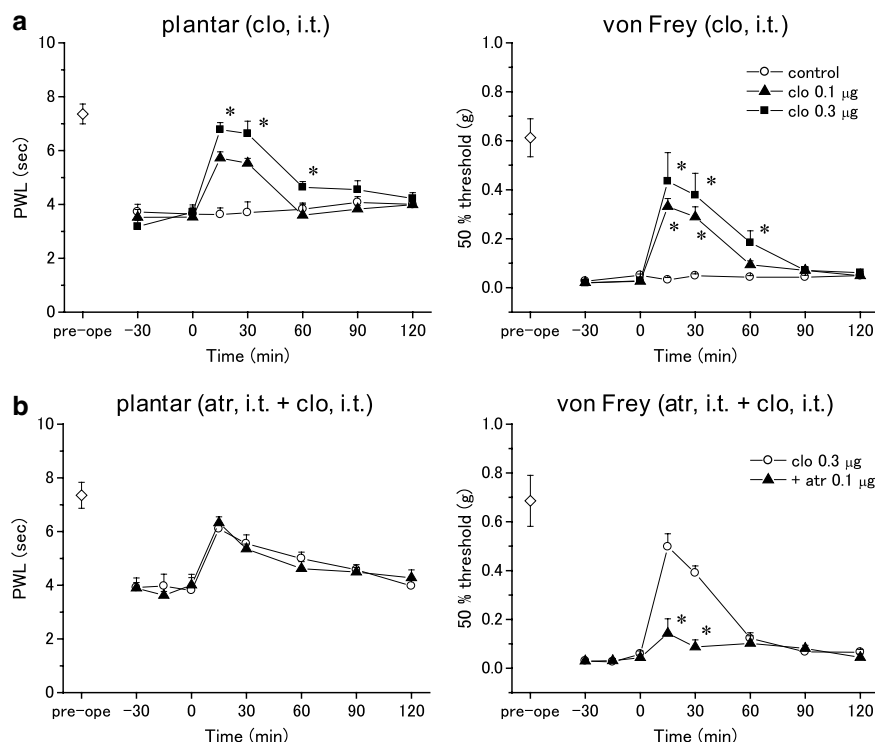 a
plantar (clo, i.t.)
10
8
6
4
2
0
PWL (sec)
*
*
*
pre-ope −30 0 30 60 90 120
Time (min)
von Frey (clo, i.t.)
1.0
0.8
0.6
0.4
0.2
0.0
50 % threshold (g)
control
clo 0.1 μg
clo 0.3 μg
*
*
*
*
*
pre-ope −30 0 30 60 90 120
Time (min)
b
plantar (atr, i.t. + clo, i.t.)
10
8
6
4
2
0
PWL (sec)
pre-ope −30 0 30 60 90 120
Time (min)
von Frey (atr, i.t. + clo, i.t.)
1.0
0.8
0.6
0.4
0.2
0.0
50 % threshold (g)
clo 0.3 μg
+ atr 0.1 μg
*
*
pre-ope −30 0 30 60 90 120
Time (min)